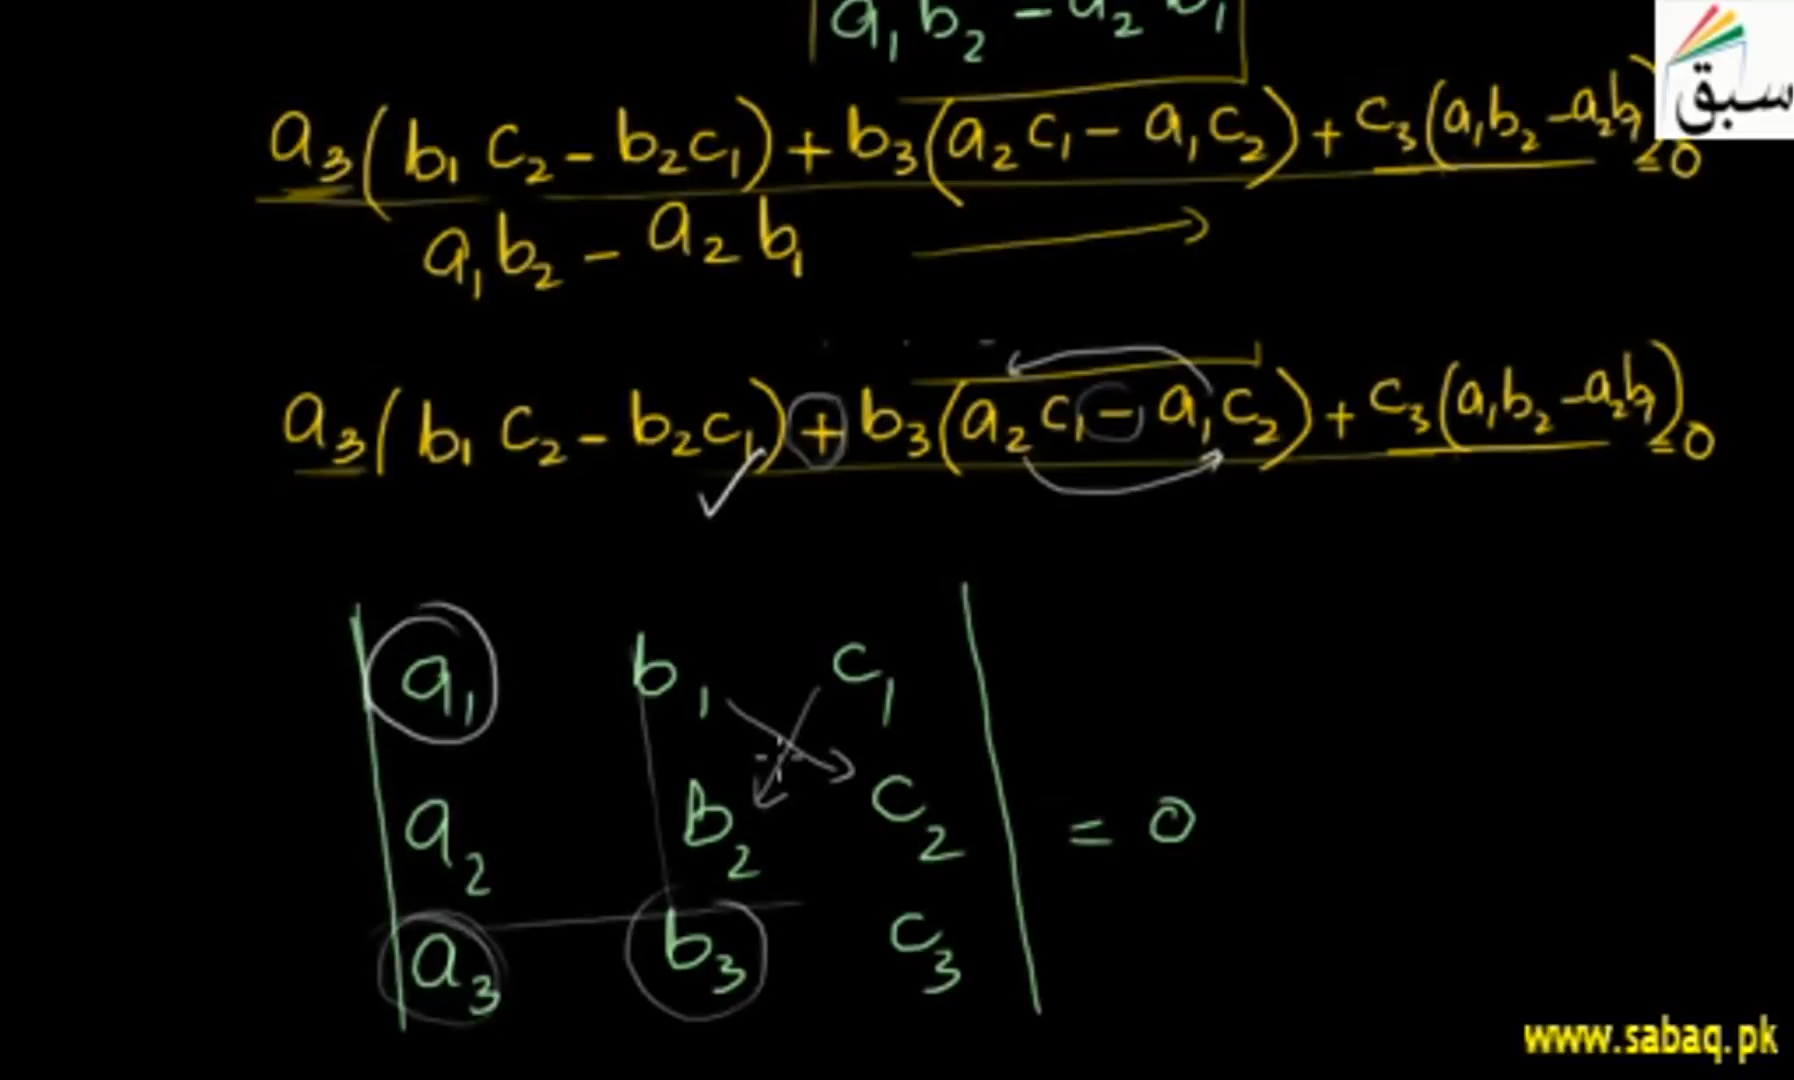 a₁b₂ - a₂b₁
سبق
a₃(b₁c₂ - b₂c₁) + b₃(a₂c₁ - a₁c₂) + c₃(a₁b₂ - a₂b₁) = 0
a₁b₂ - a₂b₁ →
a₃(b₁c₂ - b₂c₁) + b₃(a₂c₁ - a₁c₂) + c₃(a₁b₂ - a₂b₁) = 0
a₁ b₁ c₁
a₂ b₂ c₂ = 0
a₃ b₃ c₃
www.sabaq.pk